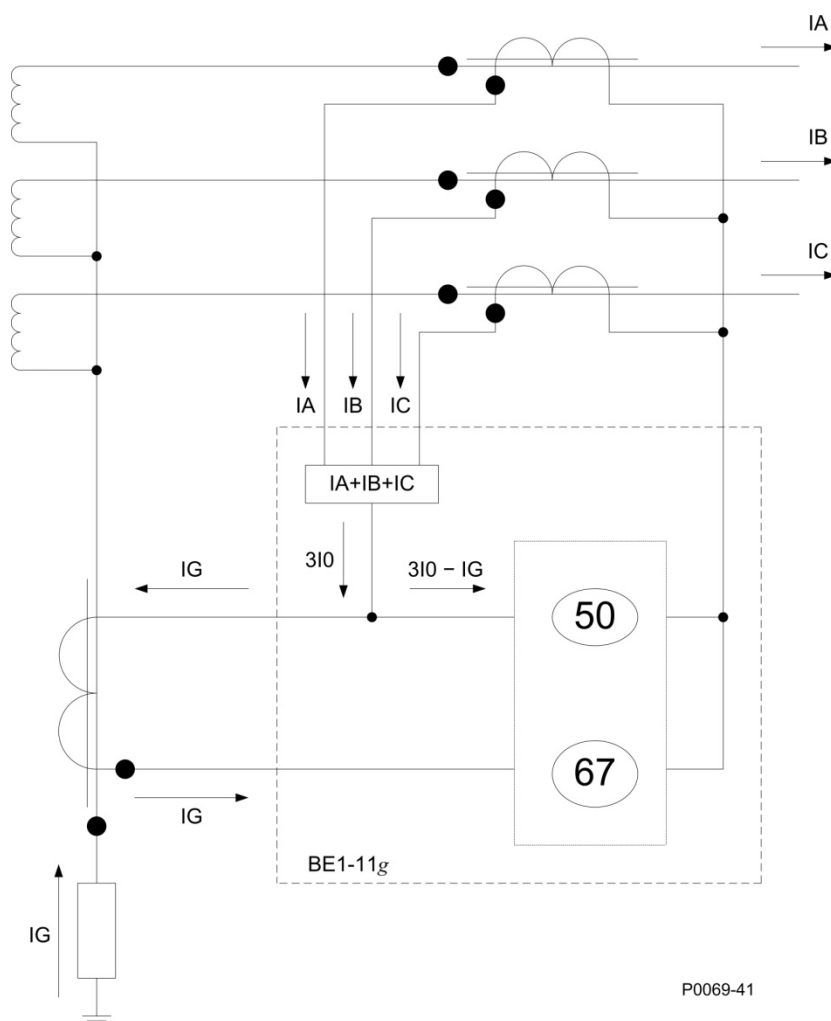 IA
IB
IC
IA IB IC
IA+IB+IC
3I0
IG
3I0 − IG
50
67
IG
BE1-11g
IG
P0069-41